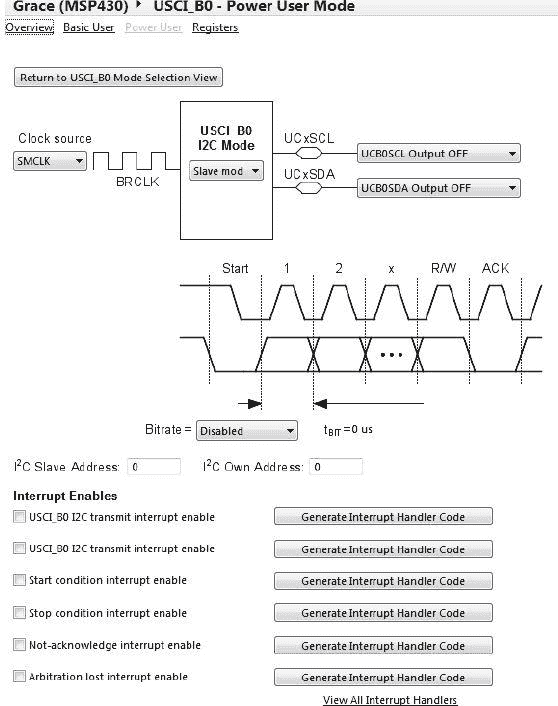 Grace (MSP430) ▸ USCI_B0 - Power User Mode
Overview Basic User Power User Registers
Return to USCI_B0 Mode Selection View
USCI_B0
I2C Mode
Clock source
SMCLK
BRCLK
Slave mod
UCxSCL
UCB0SCL Output OFF
UCxSDA
UCB0SDA Output OFF
Start 1 2 x R/W ACK
Bitrate = Disabled tBIT =0 us
I²C Slave Address: 0 I²C Own Address: 0
Interrupt Enables
USCI_B0 I2C transmit interrupt enable Generate Interrupt Handler Code
USCI_B0 I2C transmit interrupt enable Generate Interrupt Handler Code
Start condition interrupt enable Generate Interrupt Handler Code
Stop condition interrupt enable Generate Interrupt Handler Code
Not-acknowledge interrupt enable Generate Interrupt Handler Code
Arbitration lost interrupt enable Generate Interrupt Handler Code
View All Interrupt Handlers